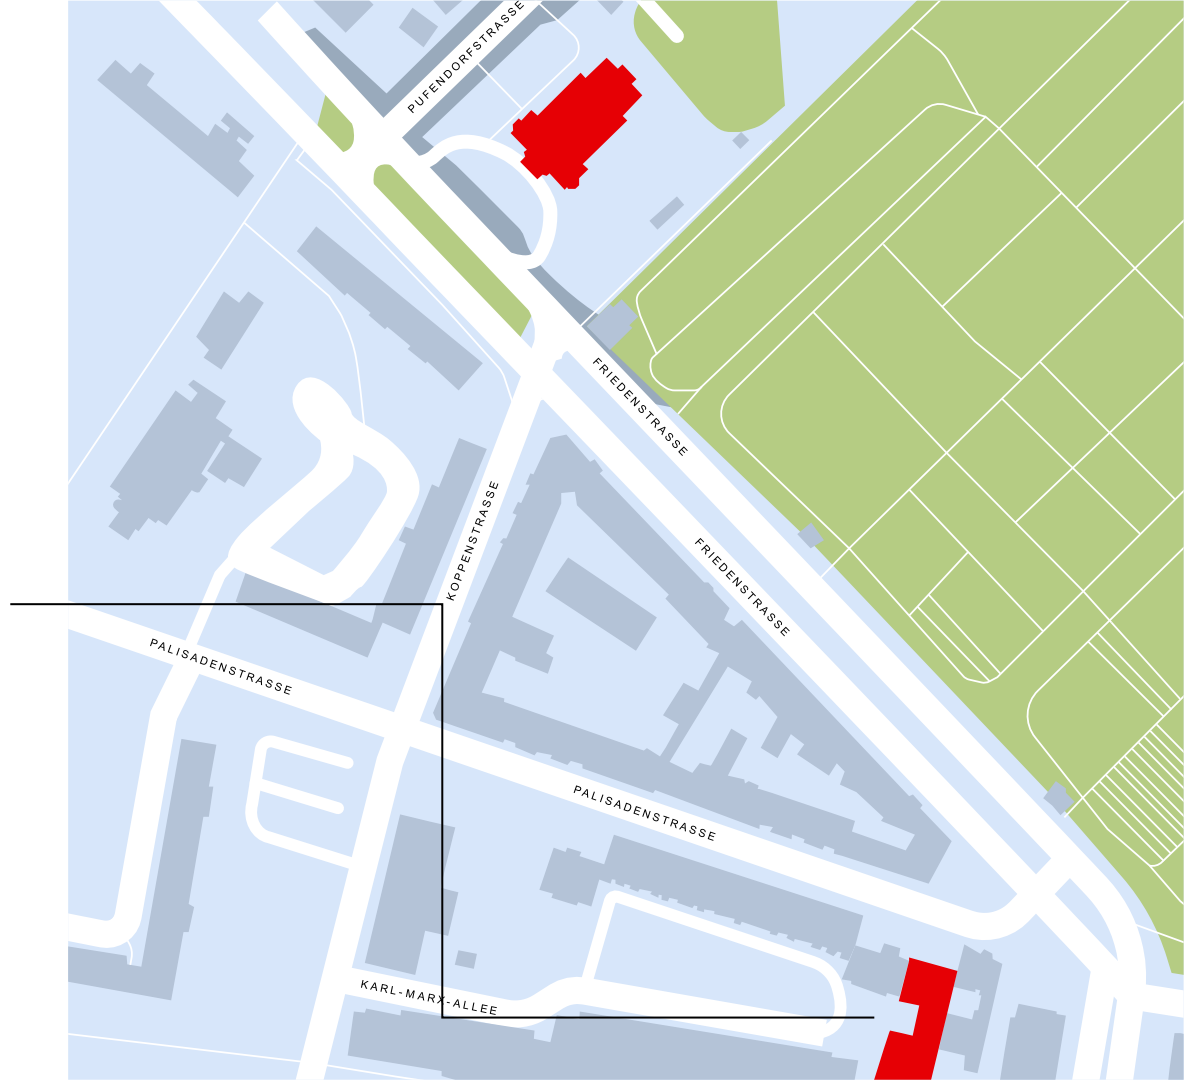 PUFENDORFSTRASSE
FRIEDENSTRASSE
KOPPENSTRASSE
FRIEDENSTRASSE
PALISADENSTRASSE
PALISADENSTRASSE
KARL-MARX-ALLEE